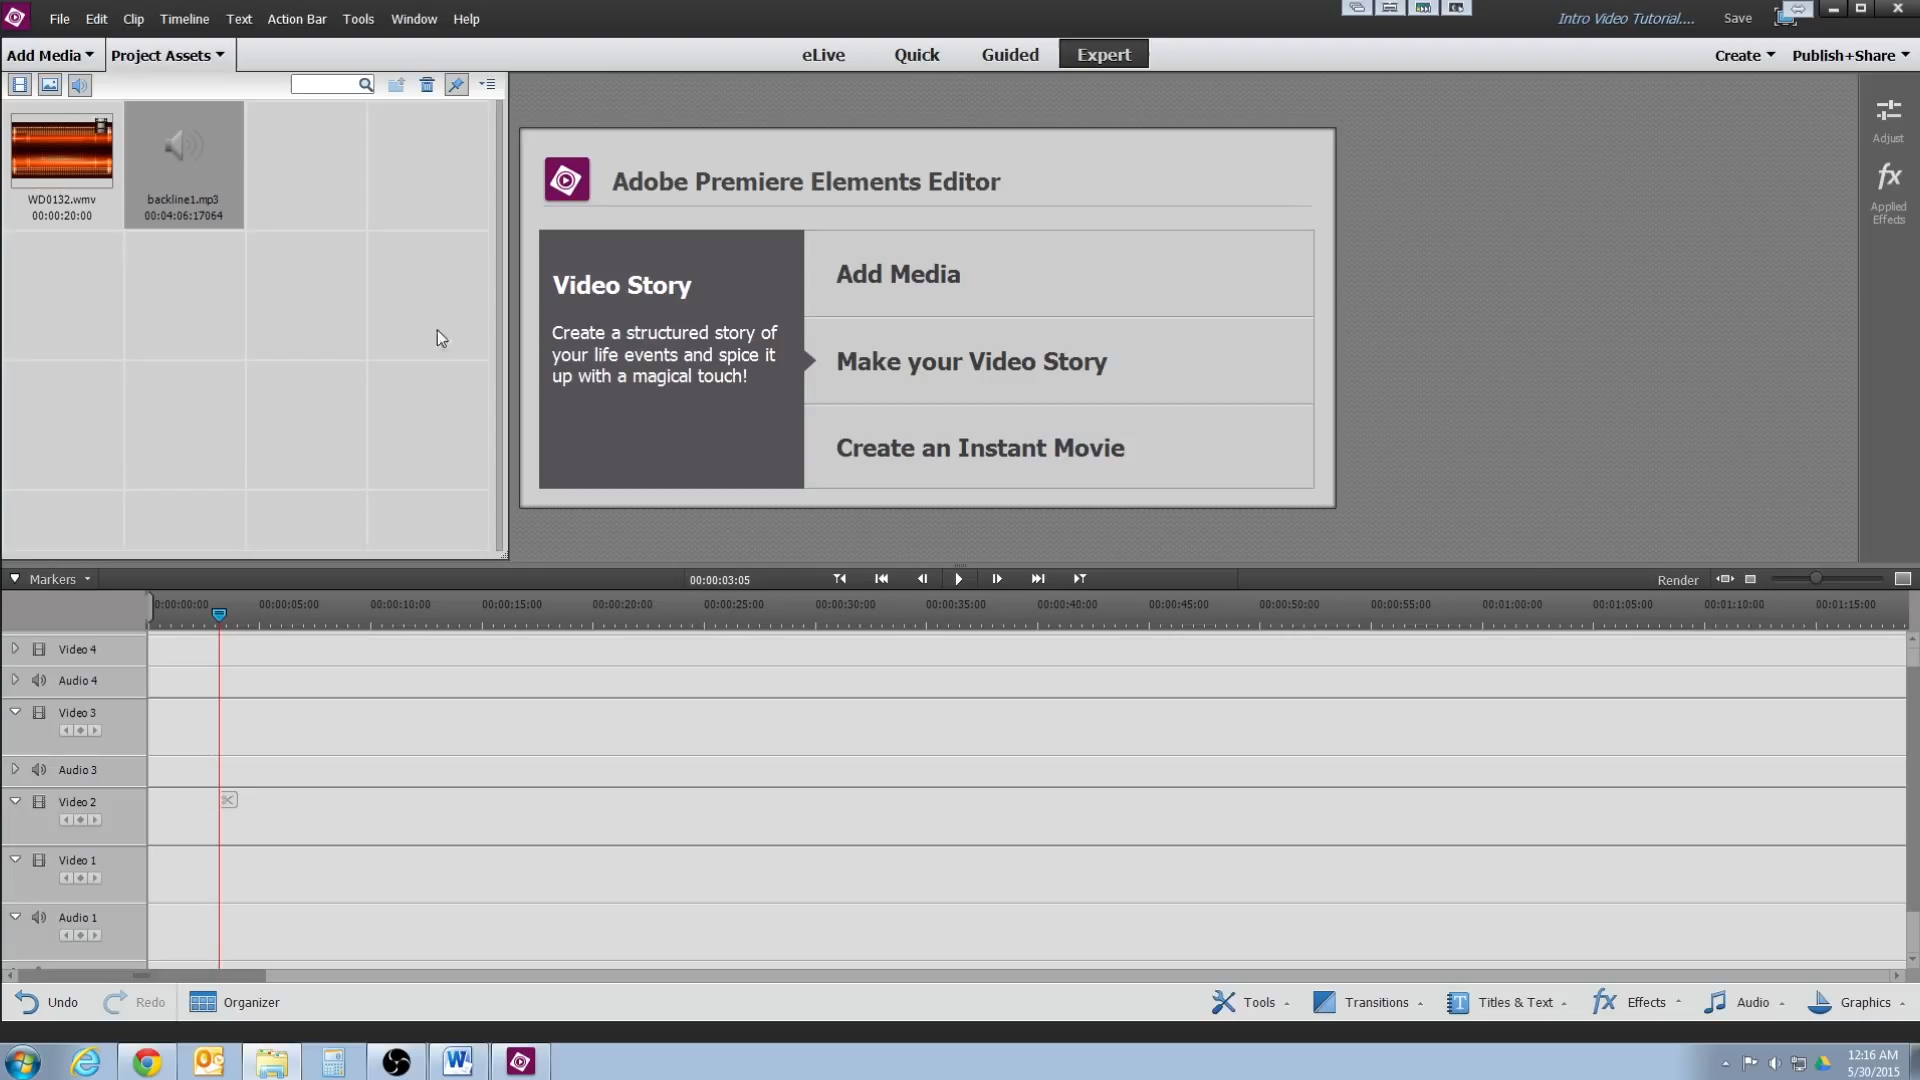 File Edit Clip Timeline Text Action Bar Tools Window Help
Intro Video Tutorial.... Save
Add Media Project Assets
eLive Quick Guided Expert
Create Publish+Share
Adjust
fx
Applied
Effects
WD0132.wmv
00:00:20:00
backline1.mp3
00:04:06:17064
Adobe Premiere Elements Editor
Video Story
Create a structured story of
your life events and spice it
up with a magical touch!
Add Media
Make your Video Story
Create an Instant Movie
Markers
00:00:03:05
Render
0:00:00:00 00:00:05:00 00:00:10:00 00:00:15:00 00:00:20:00 00:00:25:00 00:00:30:00 00:00:35:00 00:00:40:00 00:00:45:00 00:00:50:00 00:00:55:00 00:01:00:00 00:01:05:00 00:01:10:00 00:01:15:00
Video 4
Audio 4
Video 3
Audio 3
Video 2
Video 1
Audio 1
Undo Redo Organizer
Tools Transitions T Titles & Text fx Effects Audio Graphics
12:16 AM
5/30/2015